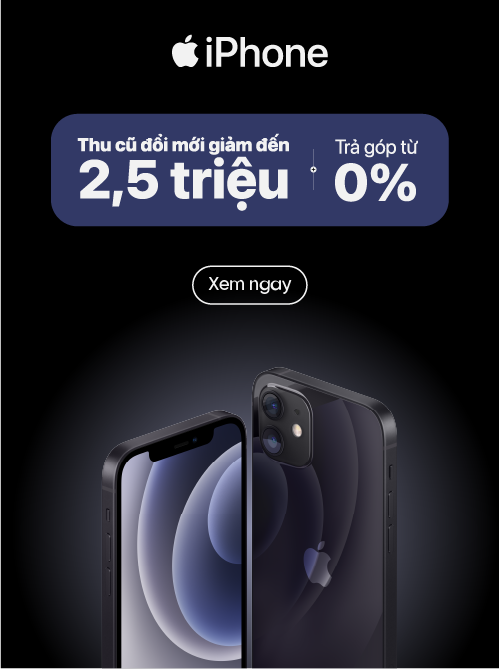 iPhone
Thu cũ đổi mới giảm đến
2,5 triệu
Trả góp từ
0%
Xem ngay